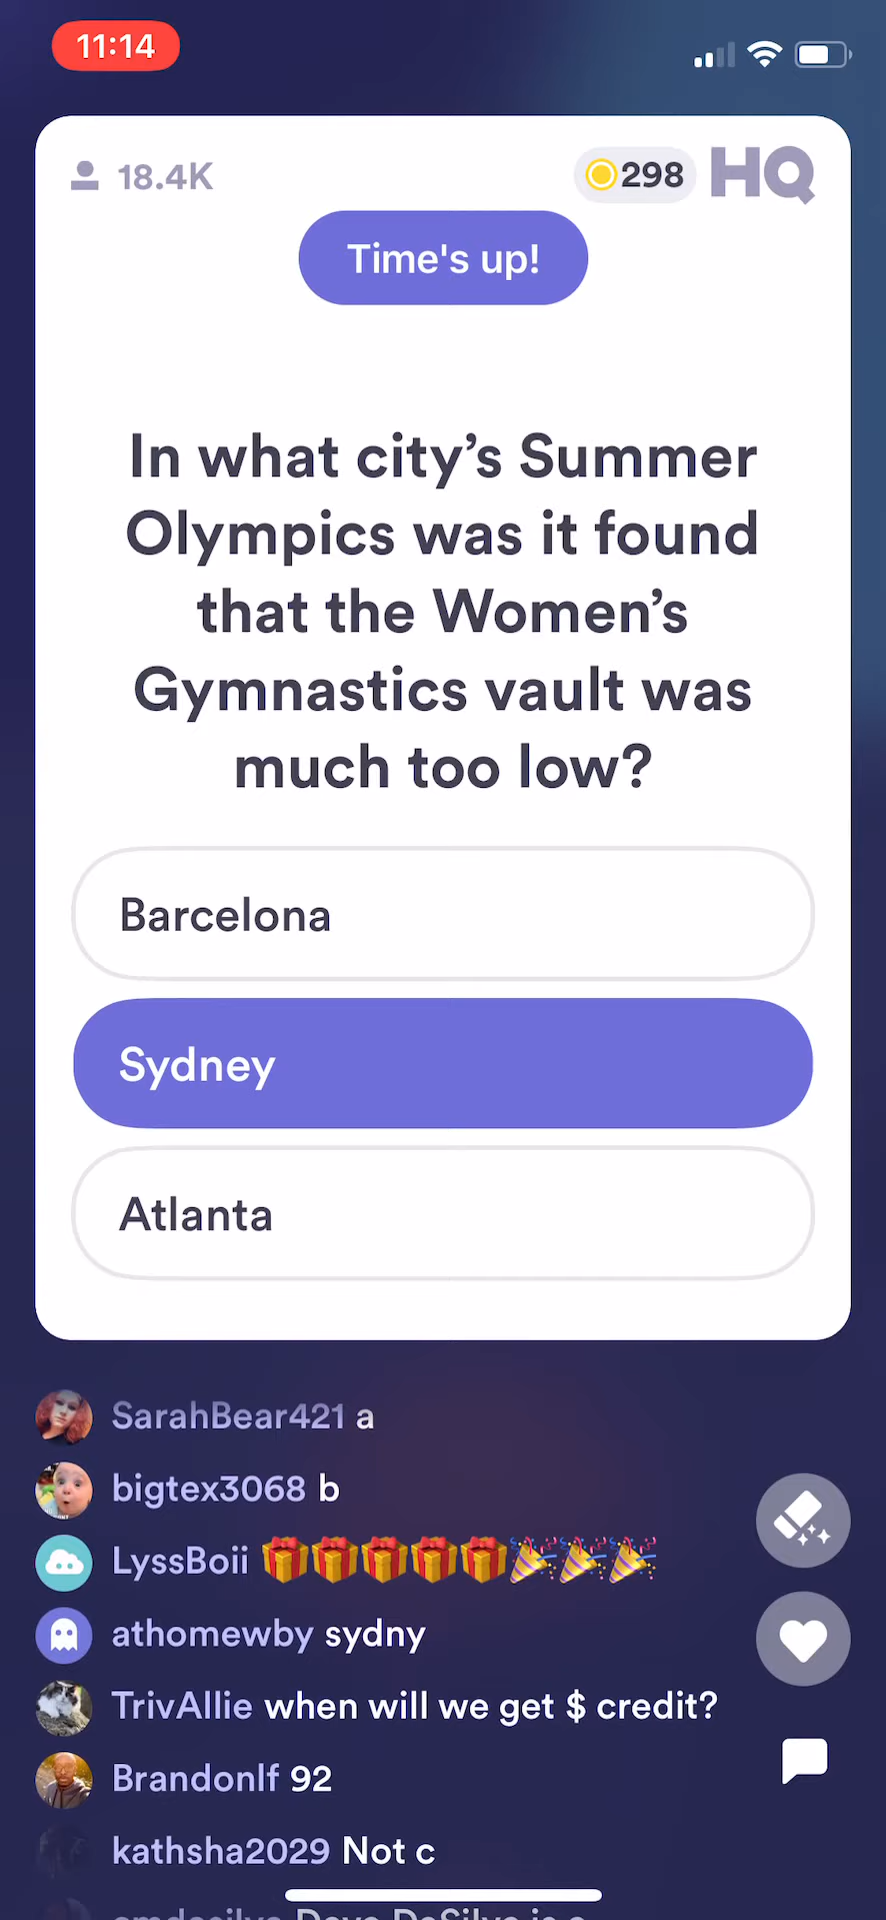 11:14
18.4K
298 HQ
Time's up!
In what city’s Summer
Olympics was it found
that the Women’s
Gymnastics vault was
much too low?
Barcelona
Sydney
Atlanta
SarahBear421 a
bigtex3068 b
LyssBoii 🎁🎁🎁🎁🎁🎉🎉🎉
athomewby sydny
TrivAllie when will we get $ credit?
Brandonlf 92
kathsha2029 Not c